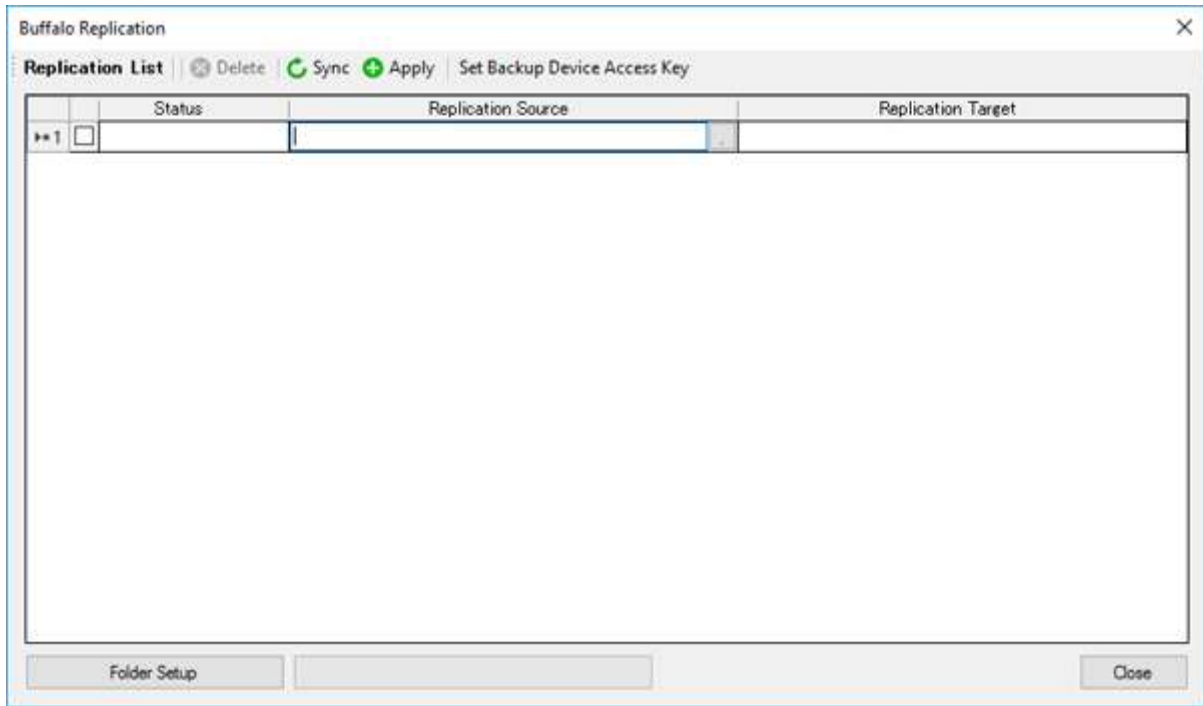 Buffalo Replication
Replication List Delete Sync Apply Set Backup Device Access Key
Status Replication Source Replication Target
1
Folder Setup Close